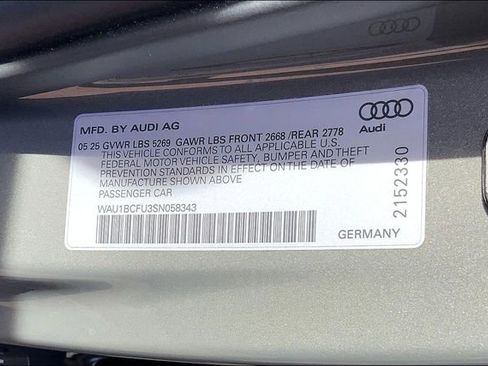 MFD. BY AUDI AG
05 25 GVWR LBS 5269 GAWR LBS FRONT 2668 /REAR 2778
THIS VEHICLE CONFORMS TO ALL APPLICABLE U.S.
FEDERAL MOTOR VEHICLE SAFETY, BUMPER AND THEFT
PREVENTION STANDARDS IN EFFECT ON THE DATE OF
MANUFACTURE SHOWN ABOVE
PASSENGER CAR
WAU1BCFU3SN058343
Audi
2152330
GERMANY